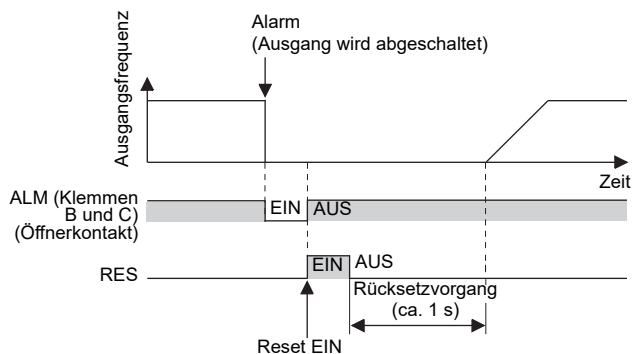 Alarm
(Ausgang wird abgeschaltet)
Ausgangsfrequenz
Zeit
ALM (Klemmen
B und C)
(Öffnerkontakt)
EIN
AUS
RES
EIN
AUS
Rücksetzvorgang
(ca. 1 s)
Reset EIN